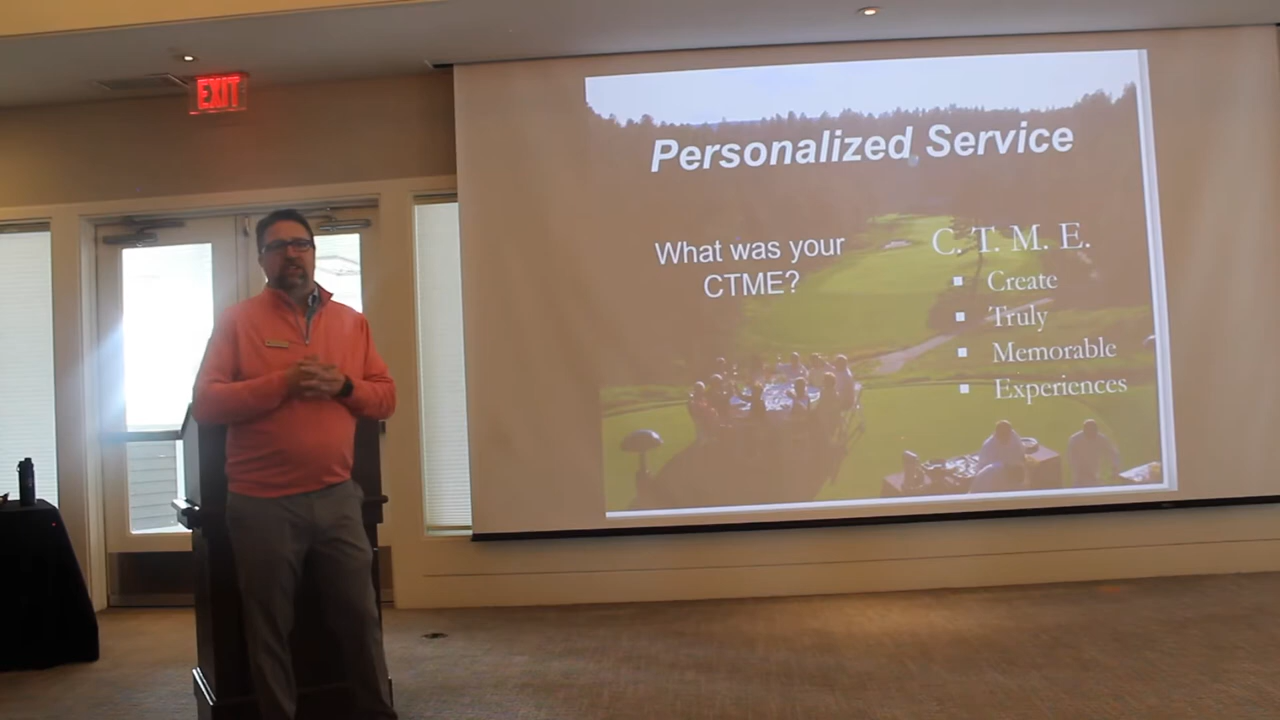 EXIT
Personalized Service
What was your
CTME?
C. T. M. E.
Create
Truly
Memorable
Experiences